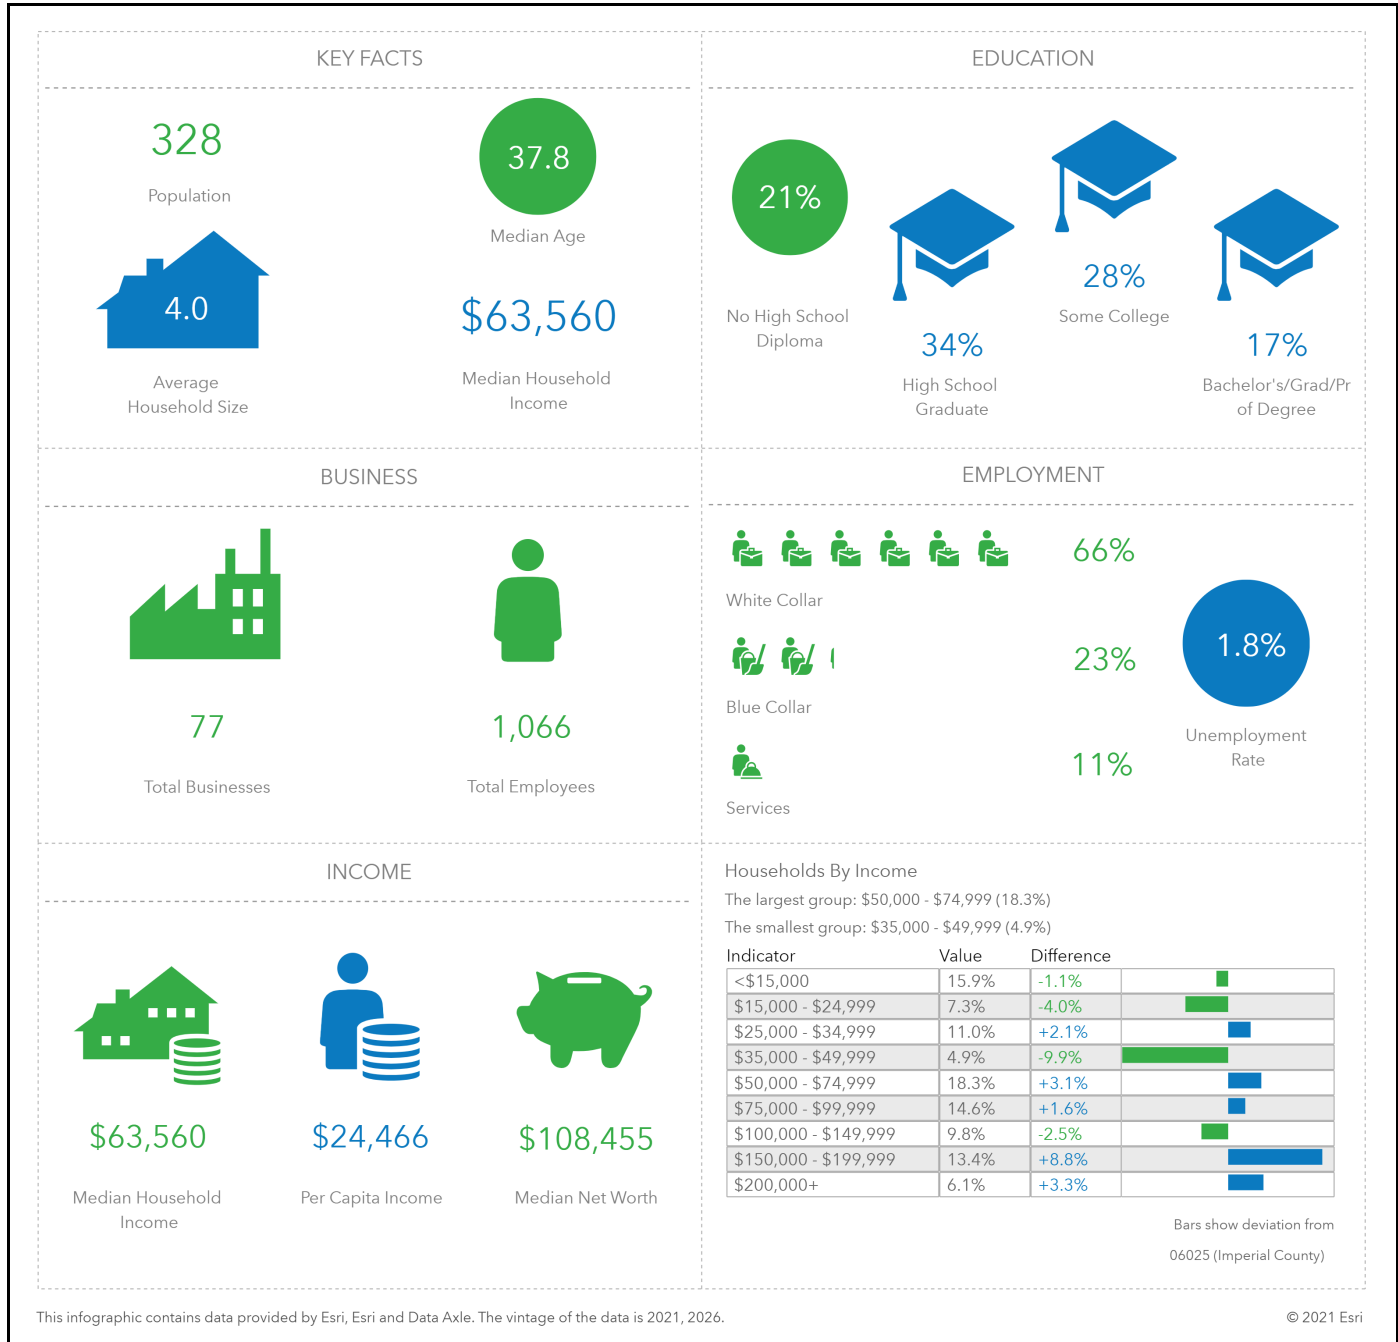 KEY FACTS
328
Population
37.8
Median Age
4.0
Average
Household Size
$63,560
Median Household
Income
EDUCATION
21%
No High School
Diploma
34%
High School
Graduate
28%
Some College
17%
Bachelor's/Grad/Pr
of Degree
BUSINESS
77
Total Businesses
1,066
Total Employees
EMPLOYMENT
66%
White Collar
23%
Blue Collar
11%
Services
1.8%
Unemployment
Rate
INCOME
$63,560
Median Household
Income
$24,466
Per Capita Income
$108,455
Median Net Worth
Households By Income
The largest group: $50,000 - $74,999 (18.3%)
The smallest group: $35,000 - $49,999 (4.9%)
Indicator Value Difference
<$15,000 15.9% -1.1%
$15,000 - $24,999 7.3% -4.0%
$25,000 - $34,999 11.0% +2.1%
$35,000 - $49,999 4.9% -9.9%
$50,000 - $74,999 18.3% +3.1%
$75,000 - $99,999 14.6% +1.6%
$100,000 - $149,999 9.8% -2.5%
$150,000 - $199,999 13.4% +8.8%
$200,000+ 6.1% +3.3%
Bars show deviation from
06025 (Imperial County)
This infographic contains data provided by Esri, Esri and Data Axle. The vintage of the data is 2021, 2026.
© 2021 Esri